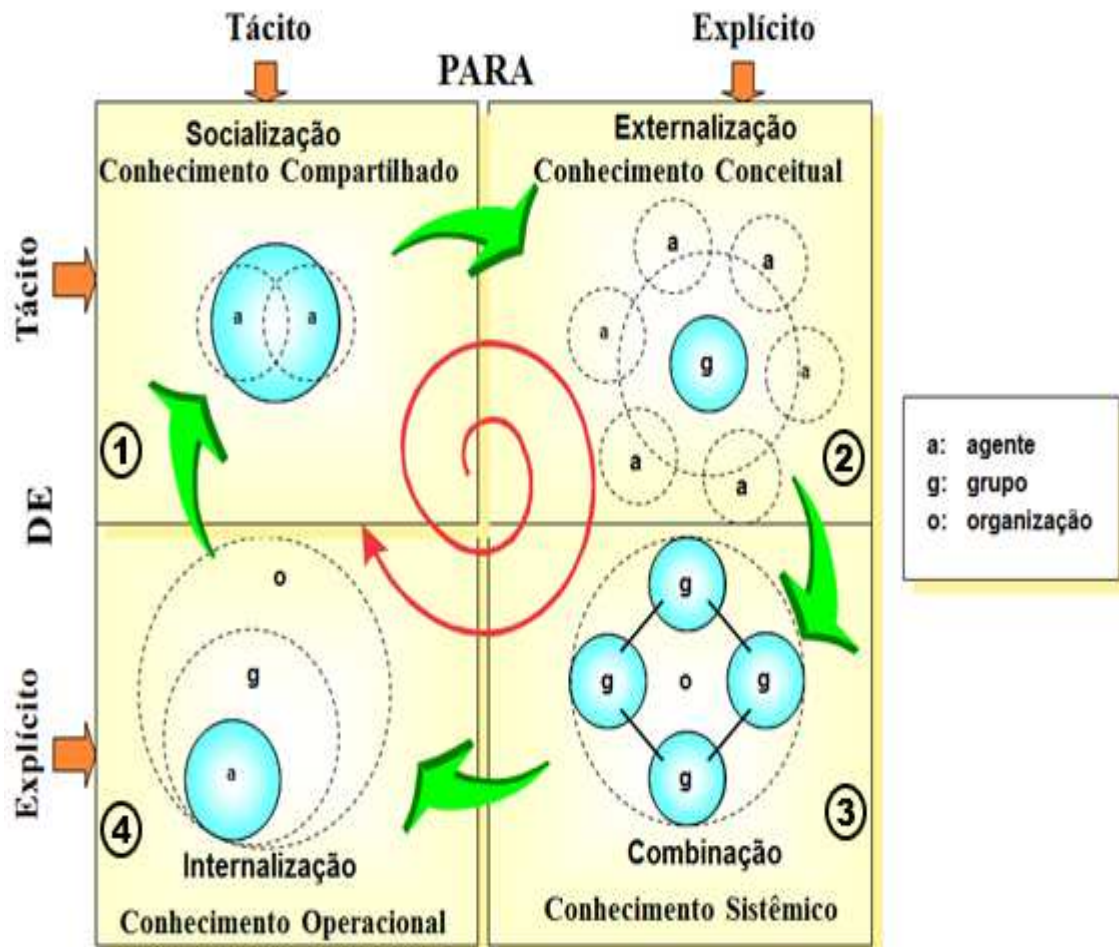 Tácito
Explícito
PARA
Socialização
Conhecimento Compartilhado
Externalização
Conhecimento Conceitual
Tácito
a
a
a
a
a
a
g
a
a
1
2
DE
Explícito
o
g
a
4
Internalização
Conhecimento Operacional
g
g
o
g
g
3
Combinação
Conhecimento Sistêmico
a: agente
g: grupo
o: organização